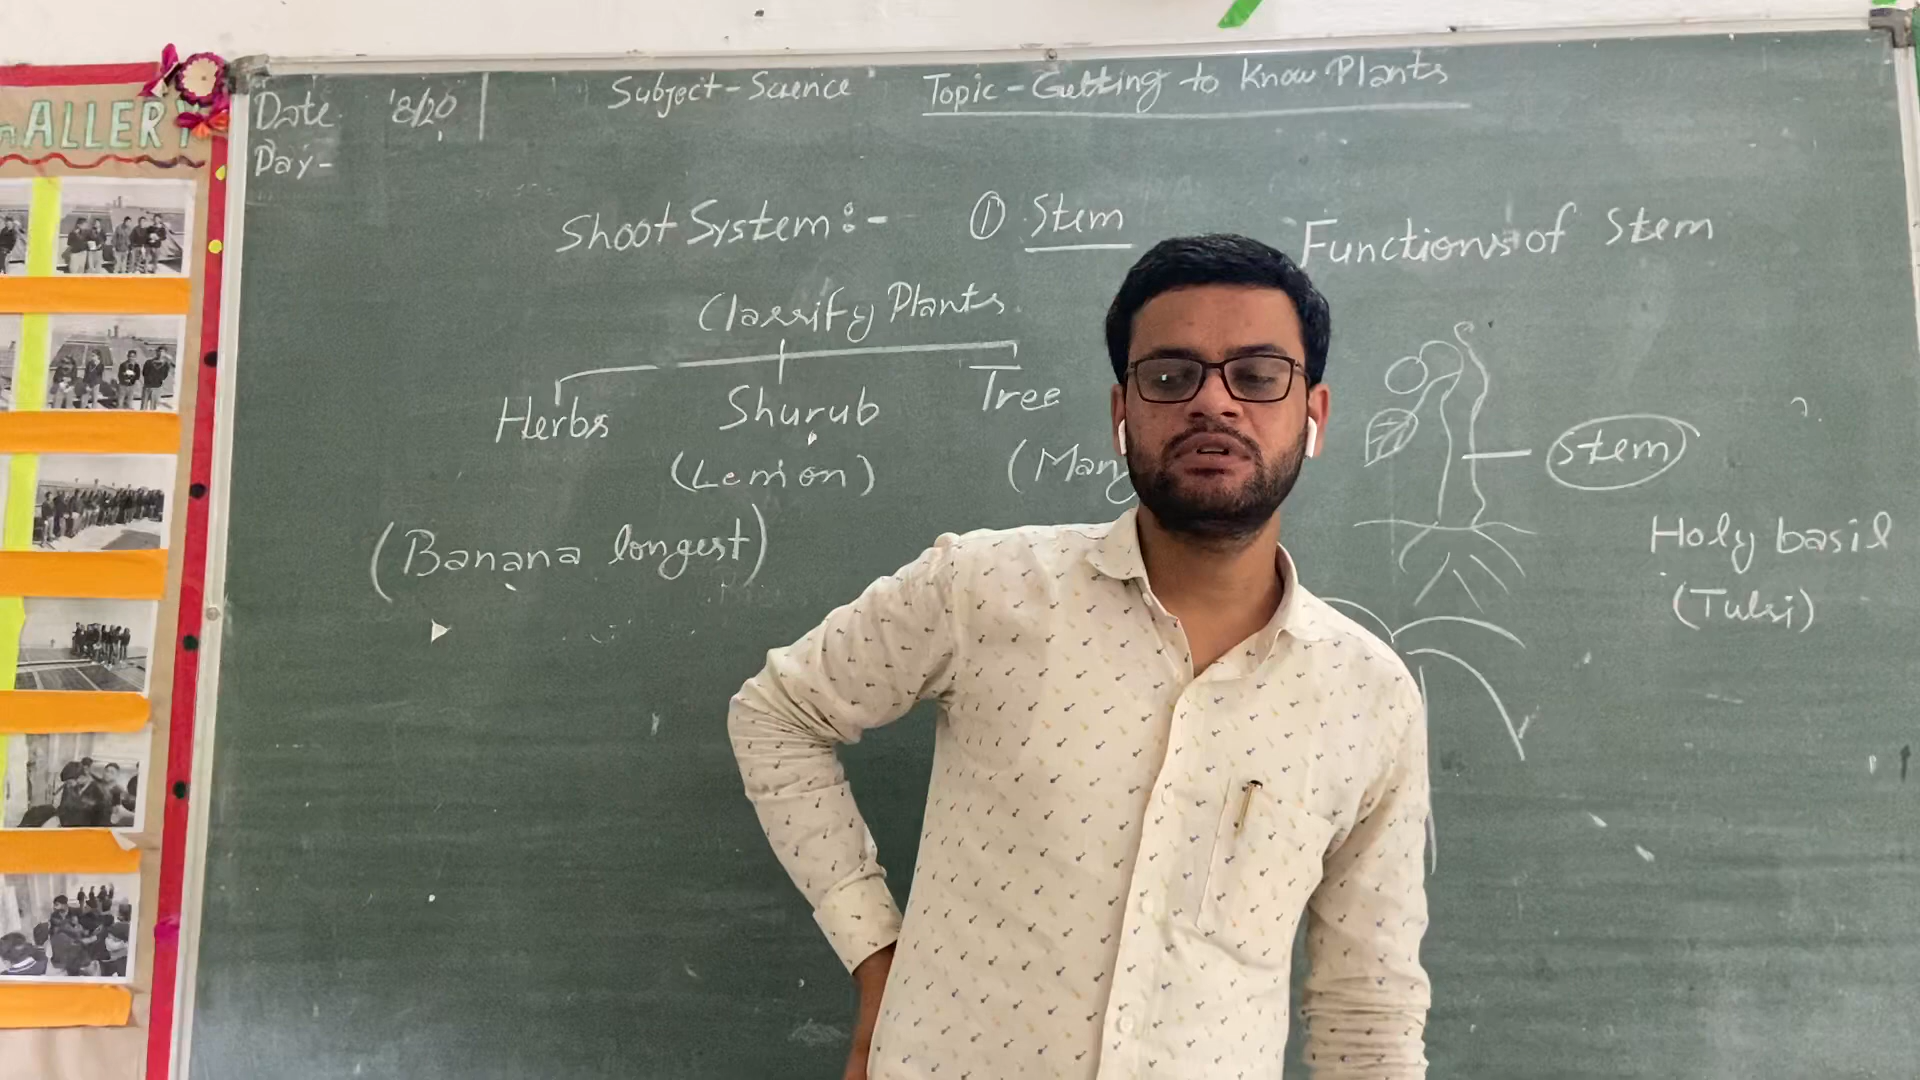 ALLERY
Date 8/20
Day-
Subject - Science
Topic - Getting to Know Plants
Shoot System :-
① Stem
Functions of Stem
Classify Plants
Herbs Shurub Tree
(Lemon) (Mang
(Banana longest)
Stem
Holy basil
(Tulsi)